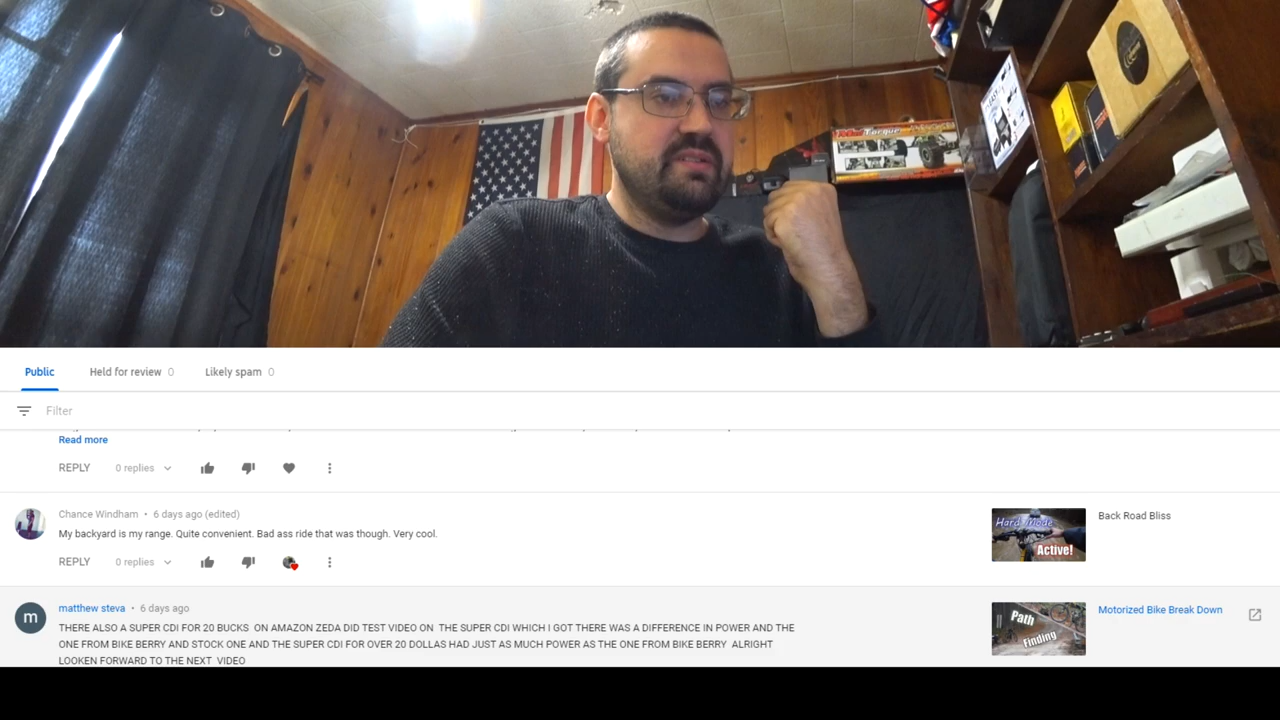 Torque
Public
Held for review 0
Likely spam 0
Filter
Read more
REPLY
0 replies
Chance Windham • 6 days ago (edited)
My backyard is my range. Quite convenient. Bad ass ride that was though. Very cool.
Hard Mode
Active!
Back Road Bliss
REPLY
0 replies
m
matthew steva • 6 days ago
THERE ALSO A SUPER CDI FOR 20 BUCKS ON AMAZON ZEDA DID TEST VIDEO ON THE SUPER CDI WHICH I GOT THERE WAS A DIFFERENCE IN POWER AND THE
ONE FROM BIKE BERRY AND STOCK ONE AND THE SUPER CDI FOR OVER 20 DOLLAS HAD JUST AS MUCH POWER AS THE ONE FROM BIKE BERRY ALRIGHT
LOOKEN FORWARD TO THE NEXT VIDEO
Path
Finding
Motorized Bike Break Down